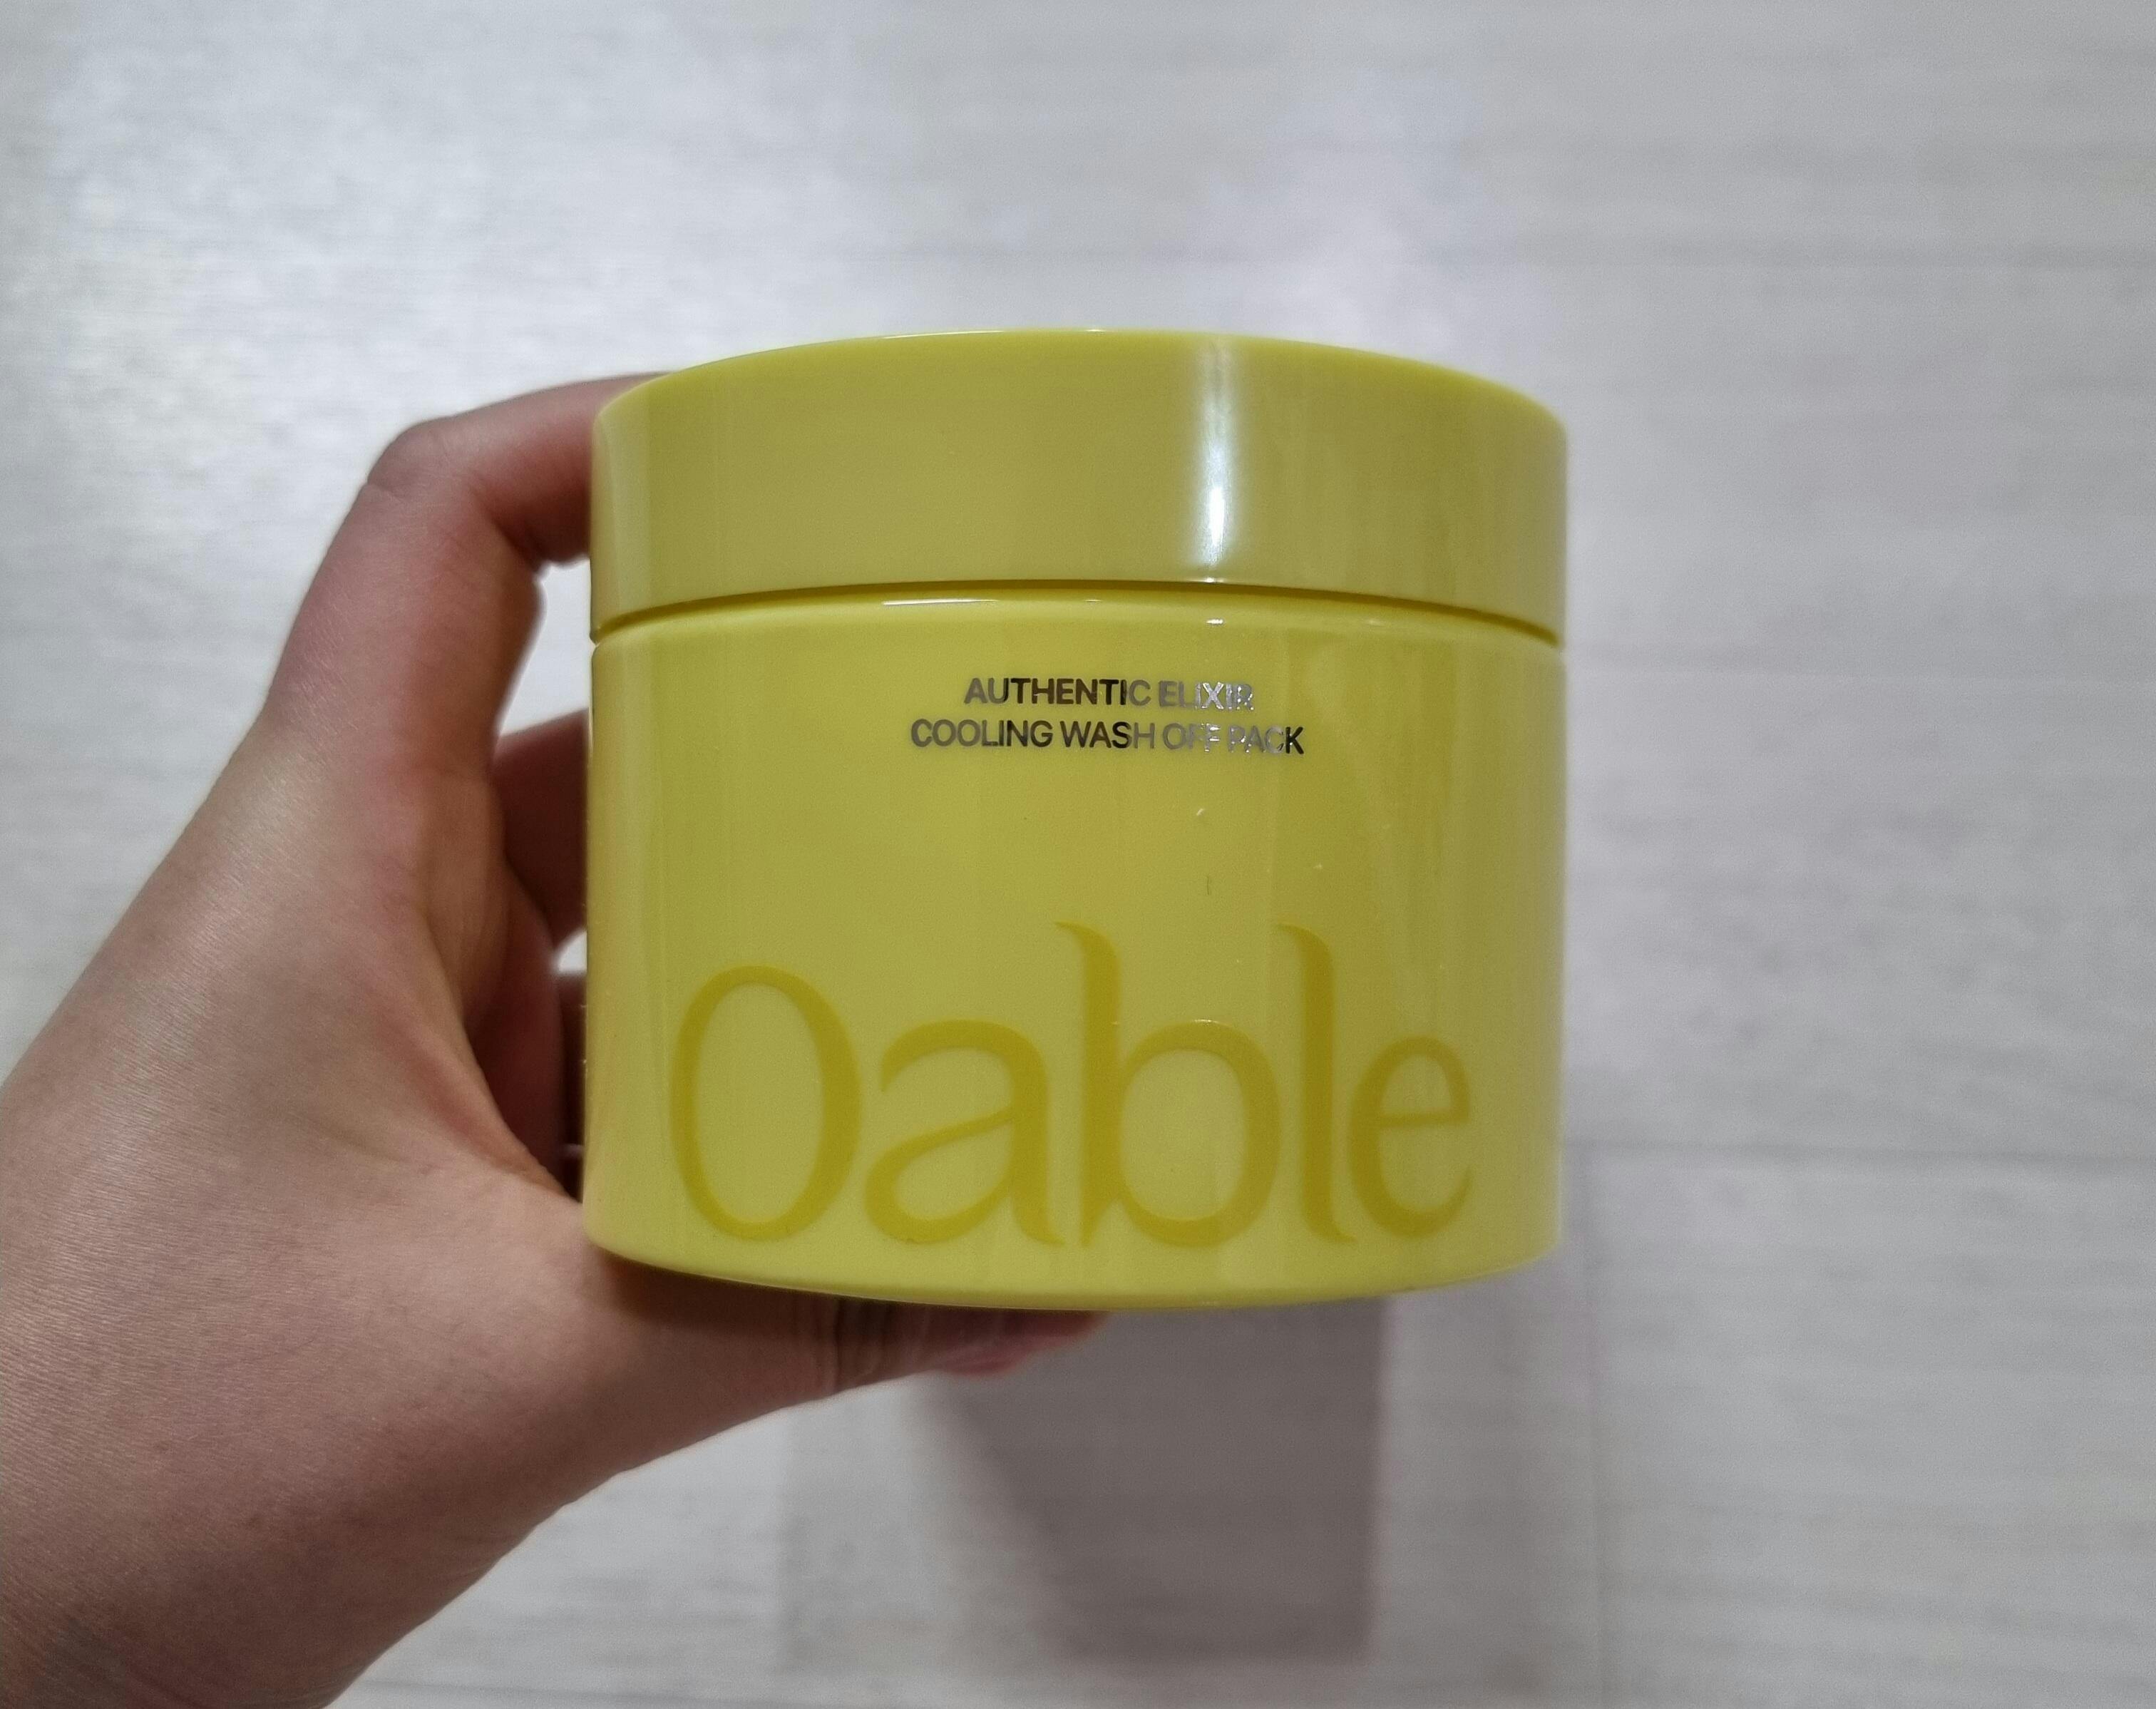 AUTHENTIC ELIXIR
COOLING WASH OFF PACK
Oable